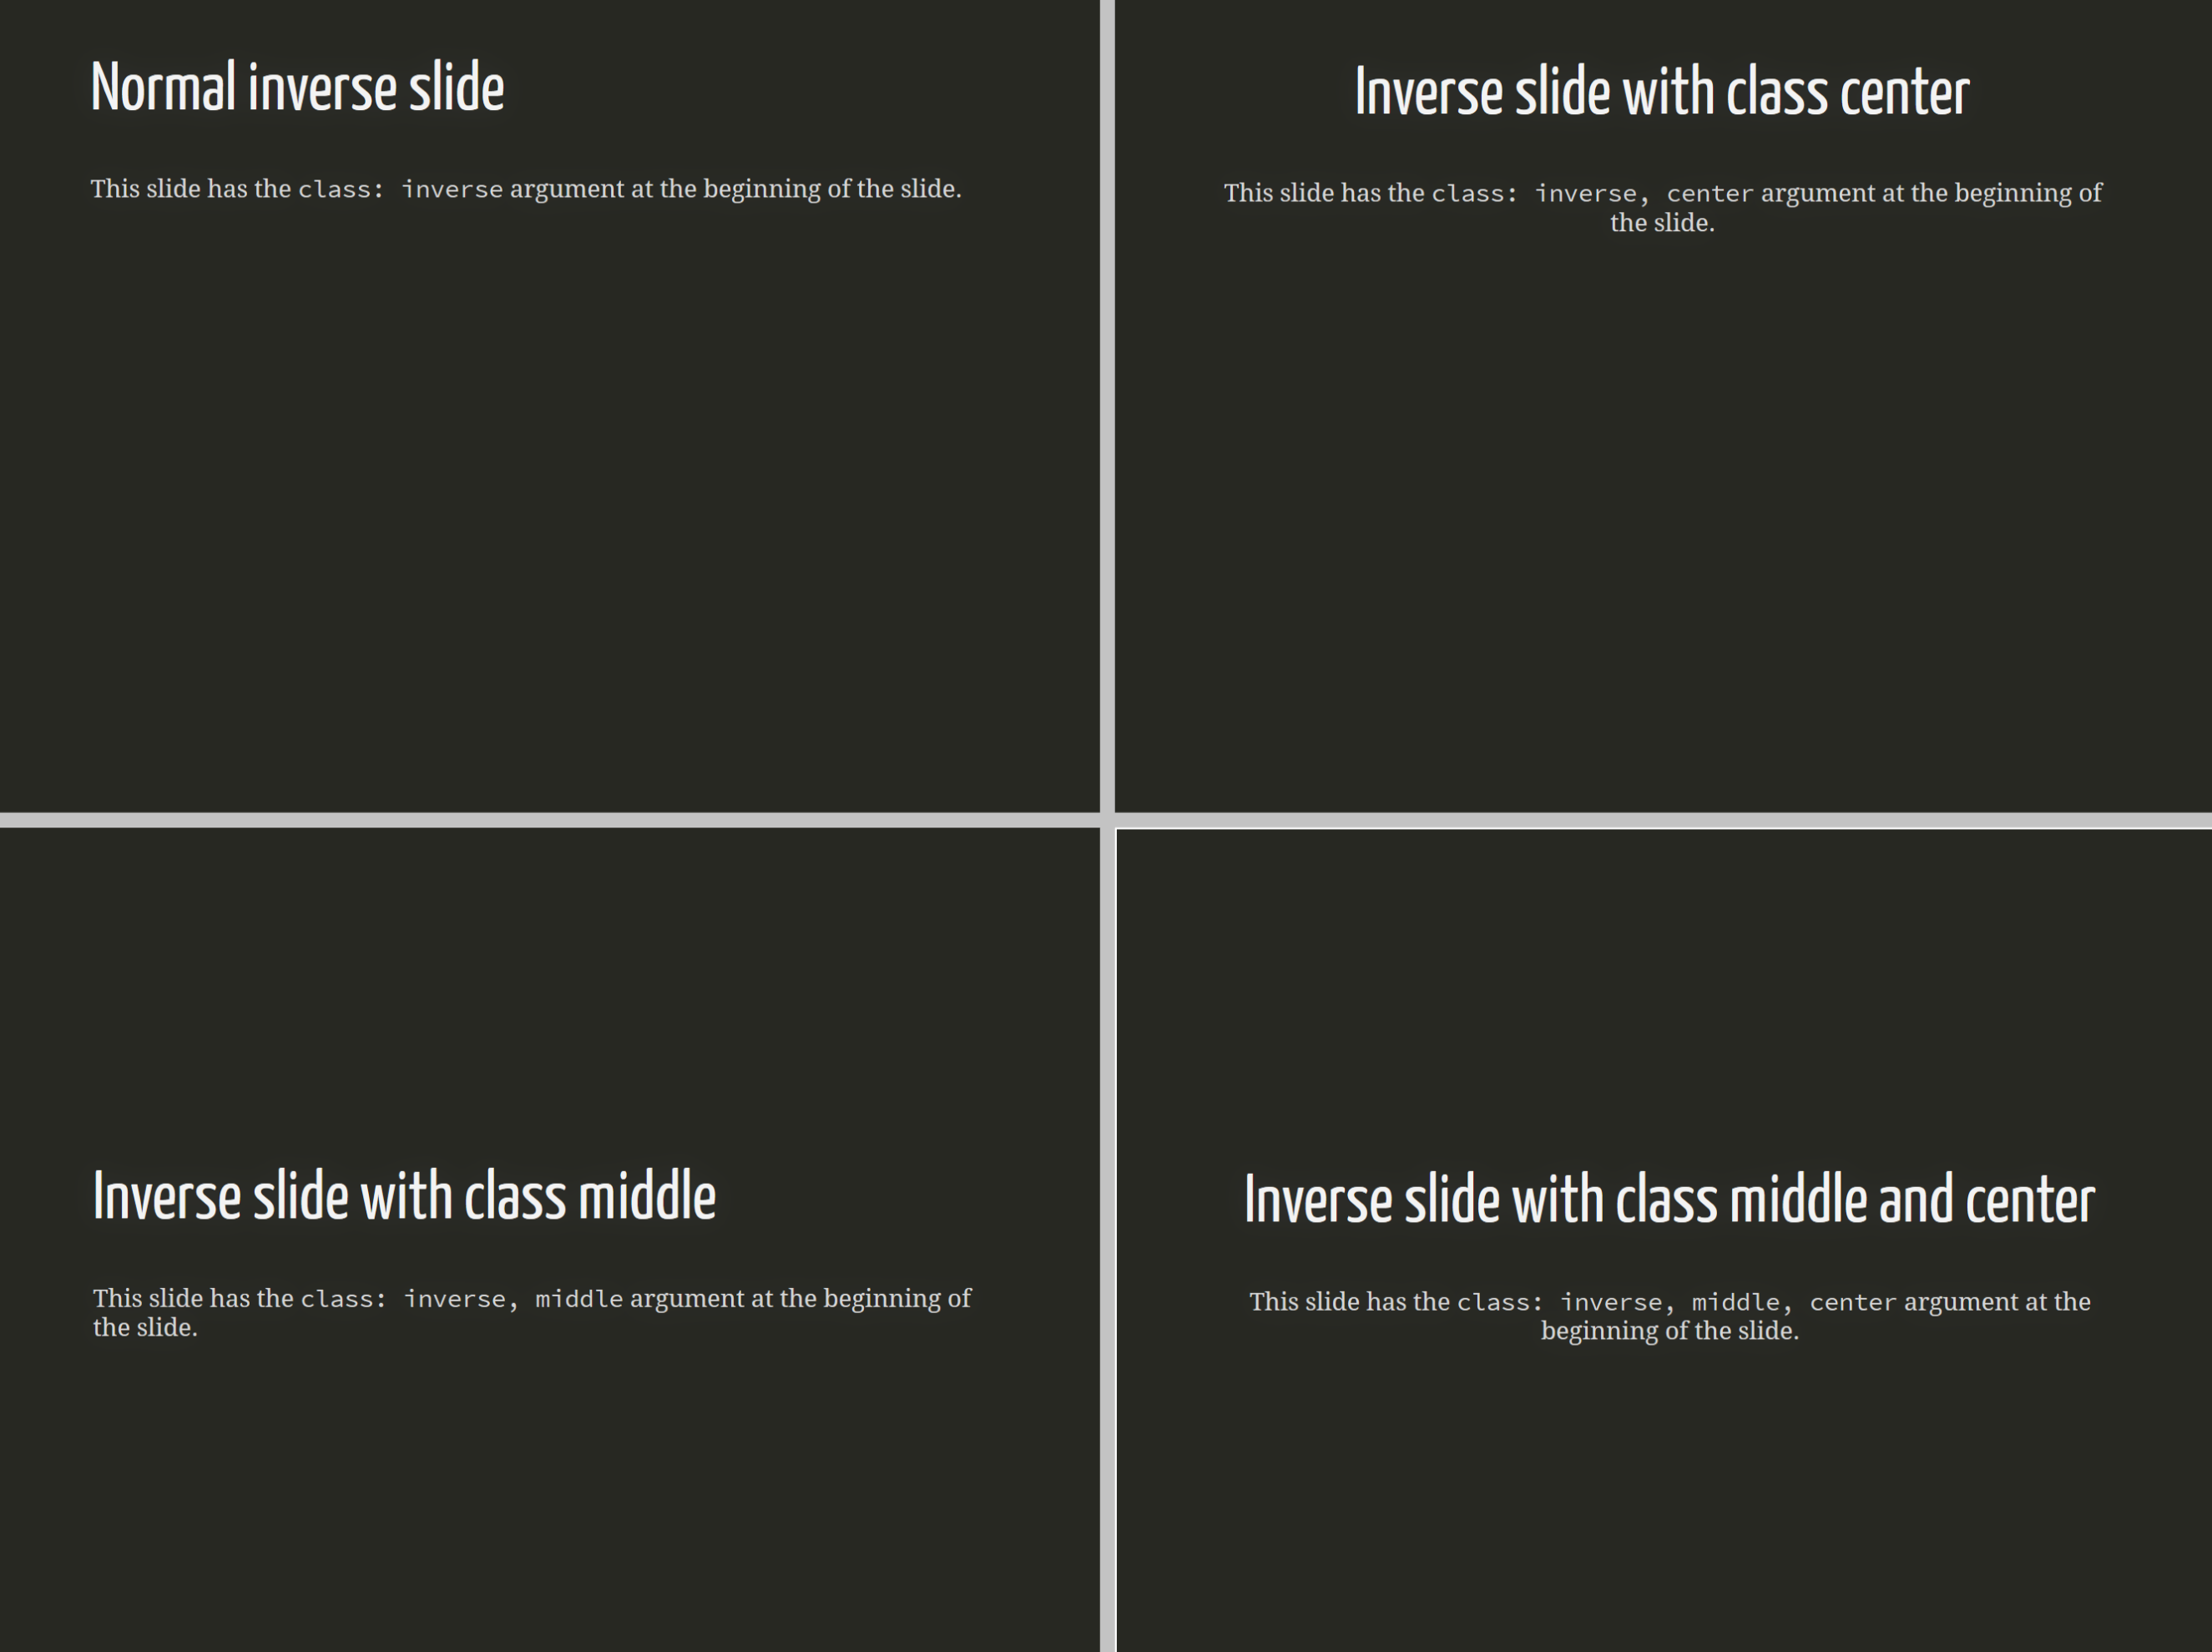 Normal inverse slide
This slide has the class: inverse argument at the beginning of the slide.
Inverse slide with class center
This slide has the class: inverse, center argument at the beginning of
the slide.
Inverse slide with class middle
This slide has the class: inverse, middle argument at the beginning of
the slide.
Inverse slide with class middle and center
This slide has the class: inverse, middle, center argument at the
beginning of the slide.